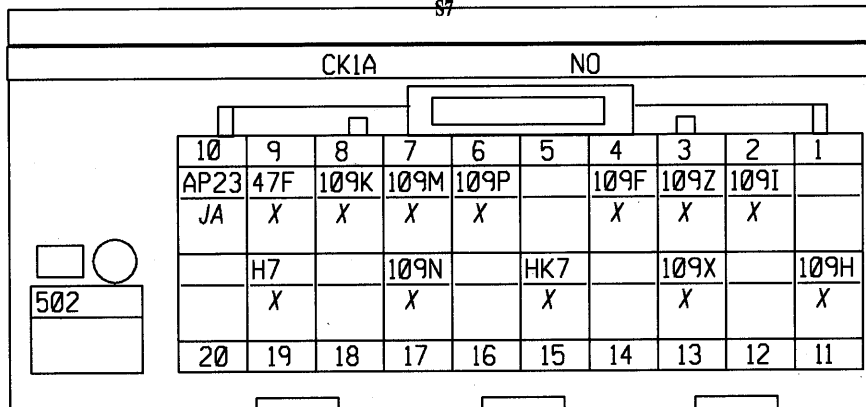 S7
CK1A NO
10 9 8 7 6 5 4 3 2 1
AP23 47F 109K 109M 109P 109F 109Z 109I
JA X X X X X X X
H7 109N HK7 109X 109H
502 X X X X X
20 19 18 17 16 15 14 13 12 11